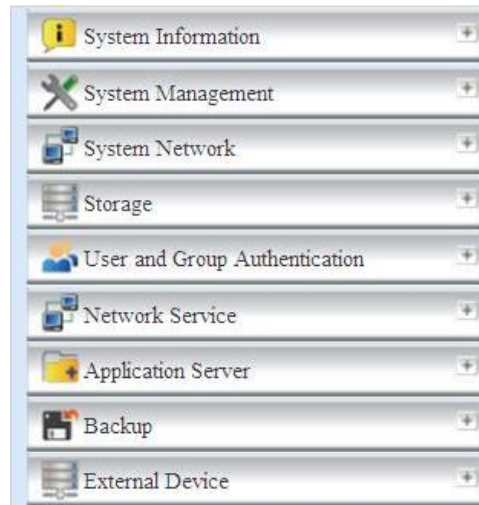 System Information
System Management
System Network
Storage
User and Group Authentication
Network Service
Application Server
Backup
External Device